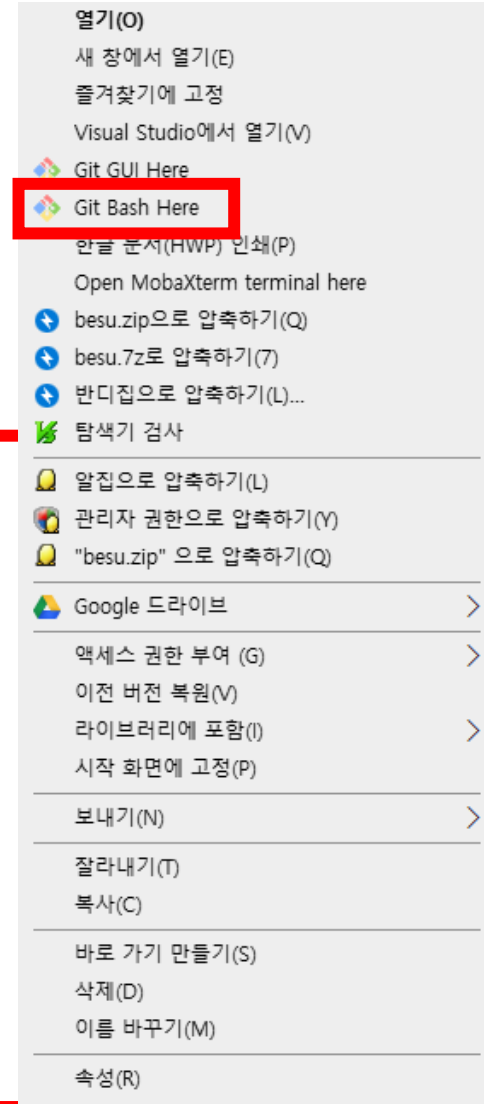 열기(O)
새 창에서 열기(E)
즐겨찾기에 고정
Visual Studio에서 열기(V)
Git GUI Here
Git Bash Here
한글 문서(HWP) 인쇄(P)
Open MobaXterm terminal here
besu.zip으로 압축하기(Q)
besu.7z로 압축하기(7)
반디집으로 압축하기(L)...
탐색기 검사
알집으로 압축하기(L)
관리자 권한으로 압축하기(Y)
"besu.zip" 으로 압축하기(Q)
Google 드라이브
액세스 권한 부여 (G)
이전 버전 복원(V)
라이브러리에 포함(I)
시작 화면에 고정(P)
보내기(N)
잘라내기(T)
복사(C)
바로 가기 만들기(S)
삭제(D)
이름 바꾸기(M)
속성(R)